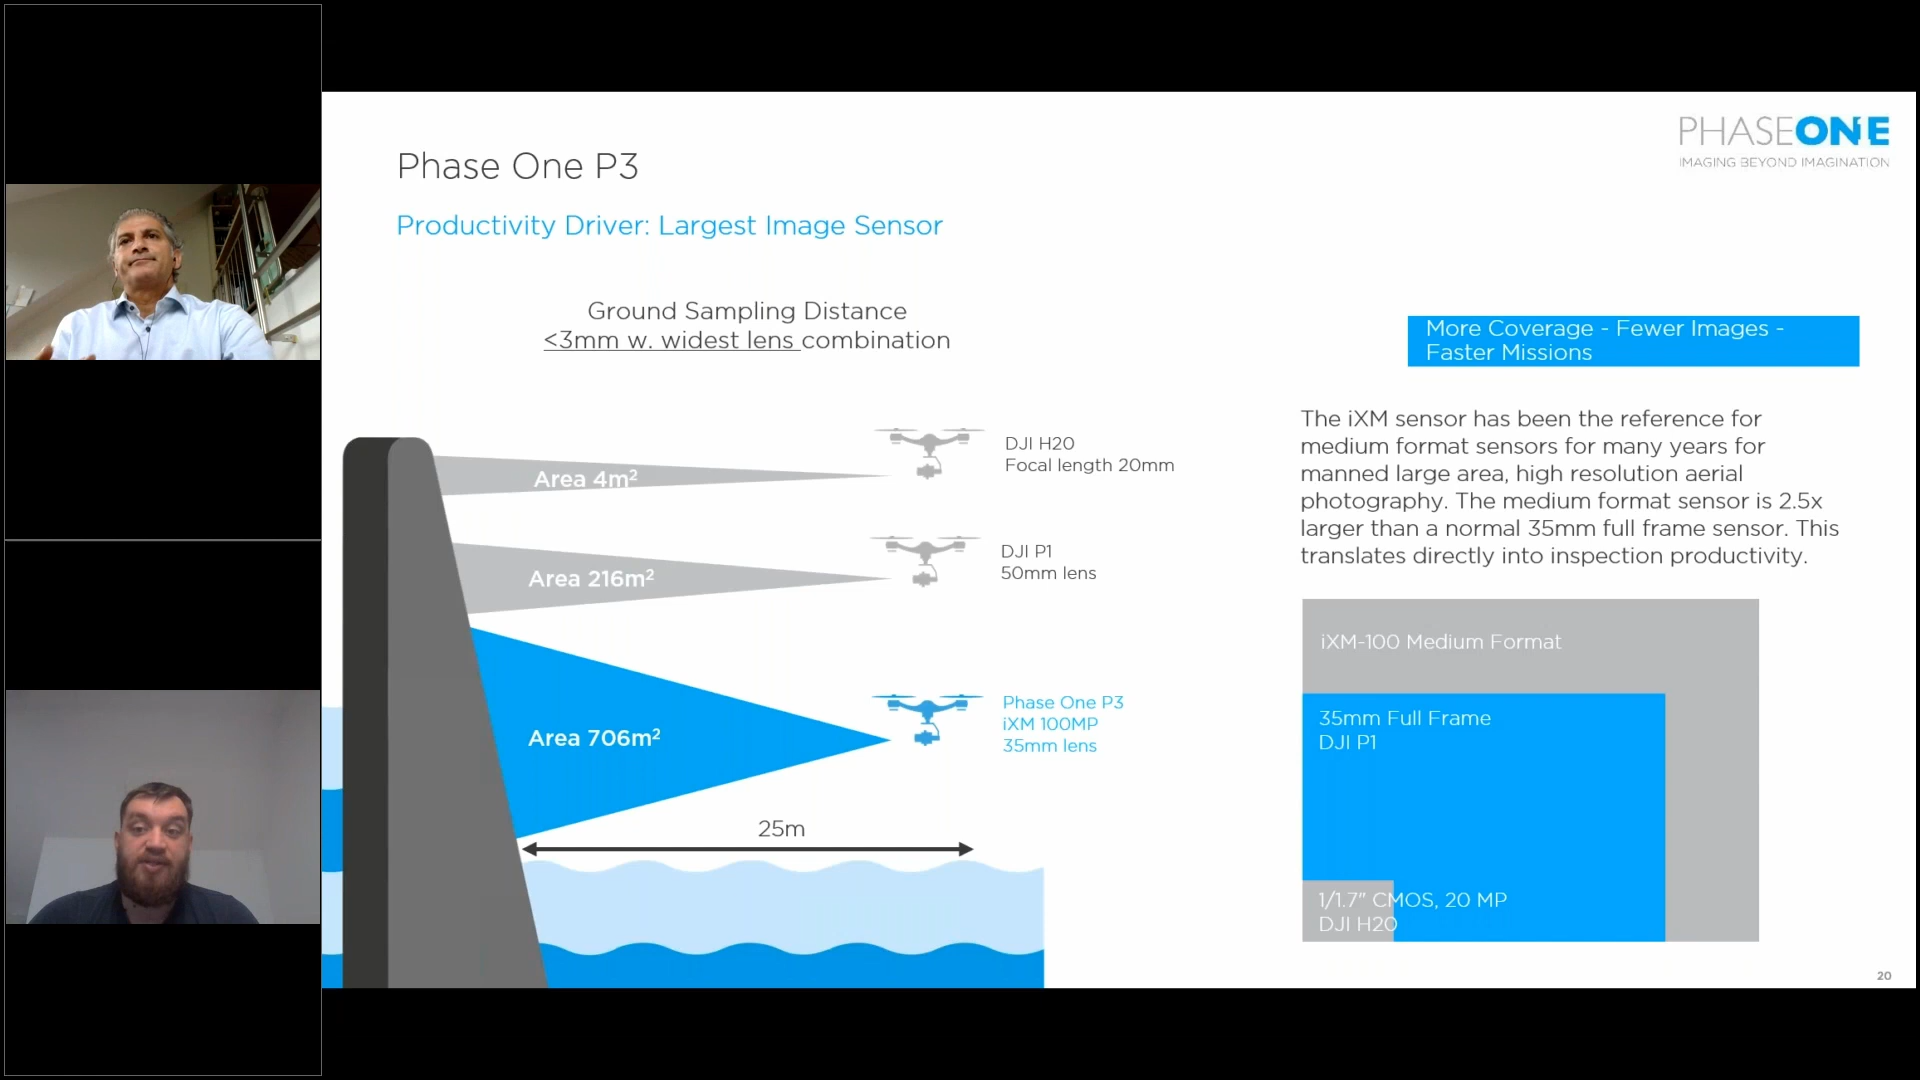 PHASEONE
IMAGING BEYOND IMAGINATION
Phase One P3
Productivity Driver: Largest Image Sensor
Ground Sampling Distance
<3mm w. widest lens combination
More Coverage - Fewer Images -
Faster Missions
DJI H20
Focal length 20mm
Area 4m²
DJI P1
50mm lens
Area 216m²
Phase One P3
iXM 100MP
35mm lens
Area 706m²
25m
The iXM sensor has been the reference for
medium format sensors for many years for
manned large area, high resolution aerial
photography. The medium format sensor is 2.5x
larger than a normal 35mm full frame sensor. This
translates directly into inspection productivity.
iXM-100 Medium Format
35mm Full Frame
DJI P1
1/1.7" CMOS, 20 MP
DJI H20
20